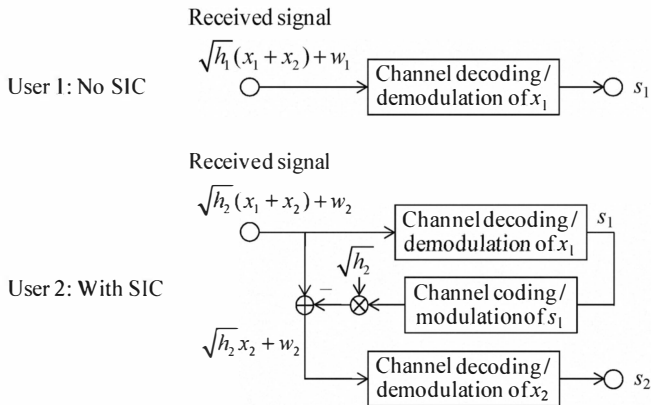 Received signal
√h₁(x₁ + x₂) + w₁
User 1: No SIC
Channel decoding/
demodulation of x₁
s₁
Received signal
√h₂(x₁ + x₂) + w₂
Channel decoding/
demodulation of x₁
s₁
√h₂
User 2: With SIC
−
Channel coding/
modulation of s₁
√h₂x₂ + w₂
Channel decoding/
demodulation of x₂
s₂